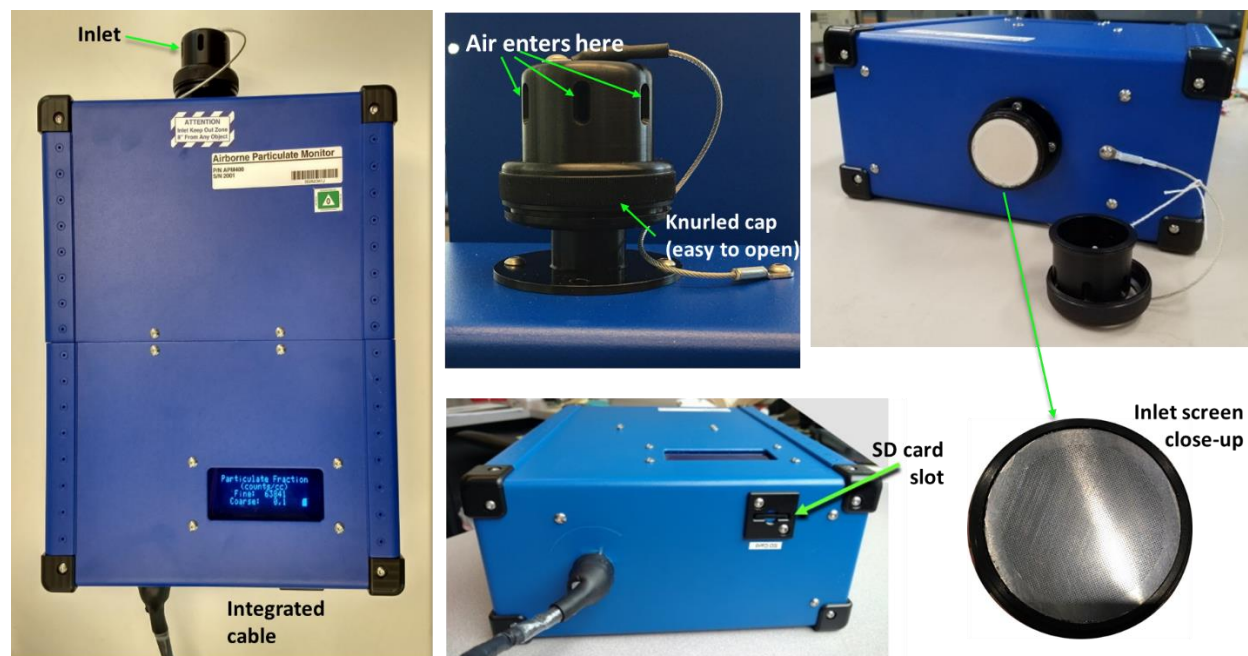 Inlet
ATTENTION
Inlet Keep Out Zone
6" From Any Object
Airborne Particulate Monitor
P/N APM400
S/N 2001
Particulate Fraction
(counts/cc)
Fine: 63841
Coarse: 0.1
Integrated
cable
Air enters here
Knurled cap
(easy to open)
SD card
slot
Inlet screen
close-up